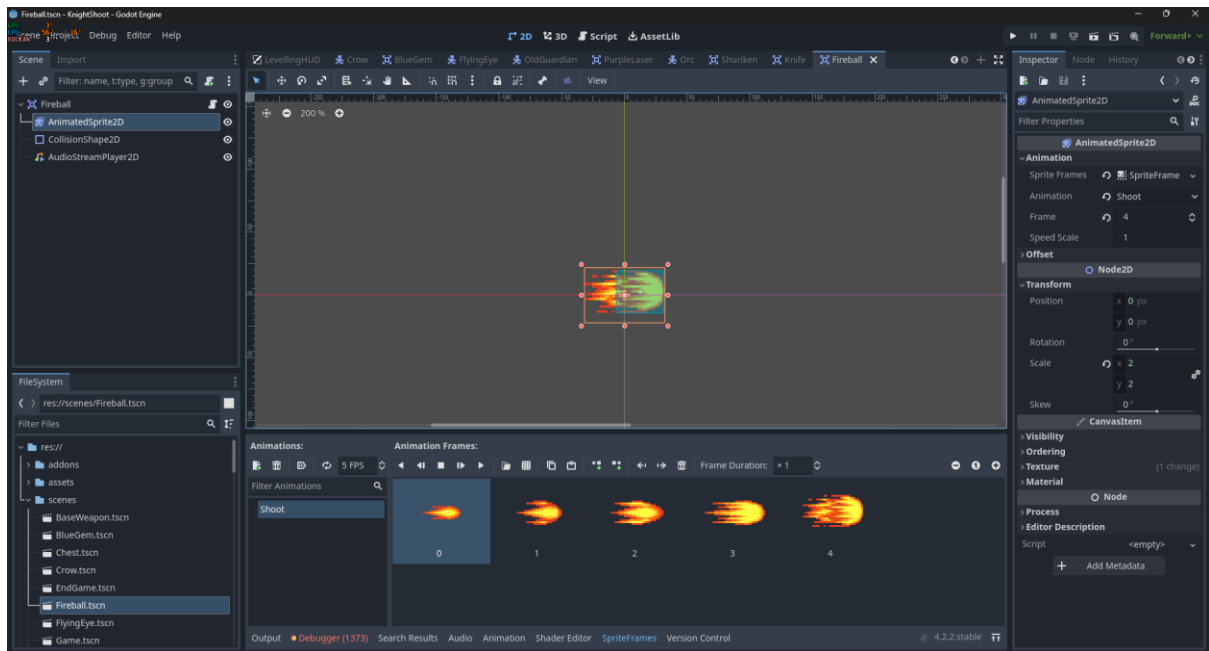 Fireball.tscn - KnightShoot - Godot Engine
Scene Project Debug Editor Help
2D 3D Script AssetLib
Forward+
Scene Import
Filter: name, t:type, g:group
Fireball
AnimatedSprite2D
CollisionShape2D
AudioStreamPlayer2D
LevellingHUD Crow BlueGem FlyingEye OldGuardian PurpleLaser Orc Shuriken Knife Fireball
View
200 %
FileSystem
res://scenes/Fireball.tscn
Filter Files
res://
addons
assets
scenes
BaseWeapon.tscn
BlueGem.tscn
Chest.tscn
Crow.tscn
EndGame.tscn
Fireball.tscn
FlyingEye.tscn
Game.tscn
Animations: Animation Frames:
5 FPS
Frame Duration: × 1
Filter Animations
Shoot
0 1 2 3 4
Output Debugger (1373) Search Results Audio Animation Shader Editor SpriteFrames Version Control
4.2.2.stable
Inspector Node History
AnimatedSprite2D
Filter Properties
AnimatedSprite2D
Animation
Sprite Frames SpriteFrame
Animation Shoot
Frame 4
Speed Scale 1
Offset
Node2D
Transform
Position x 0 px
y 0 px
Rotation 0 °
Scale x 2
y 2
Skew 0 °
CanvasItem
Visibility
Ordering
Texture (1 change)
Material
Node
Process
Editor Description
Script <empty>
Add Metadata